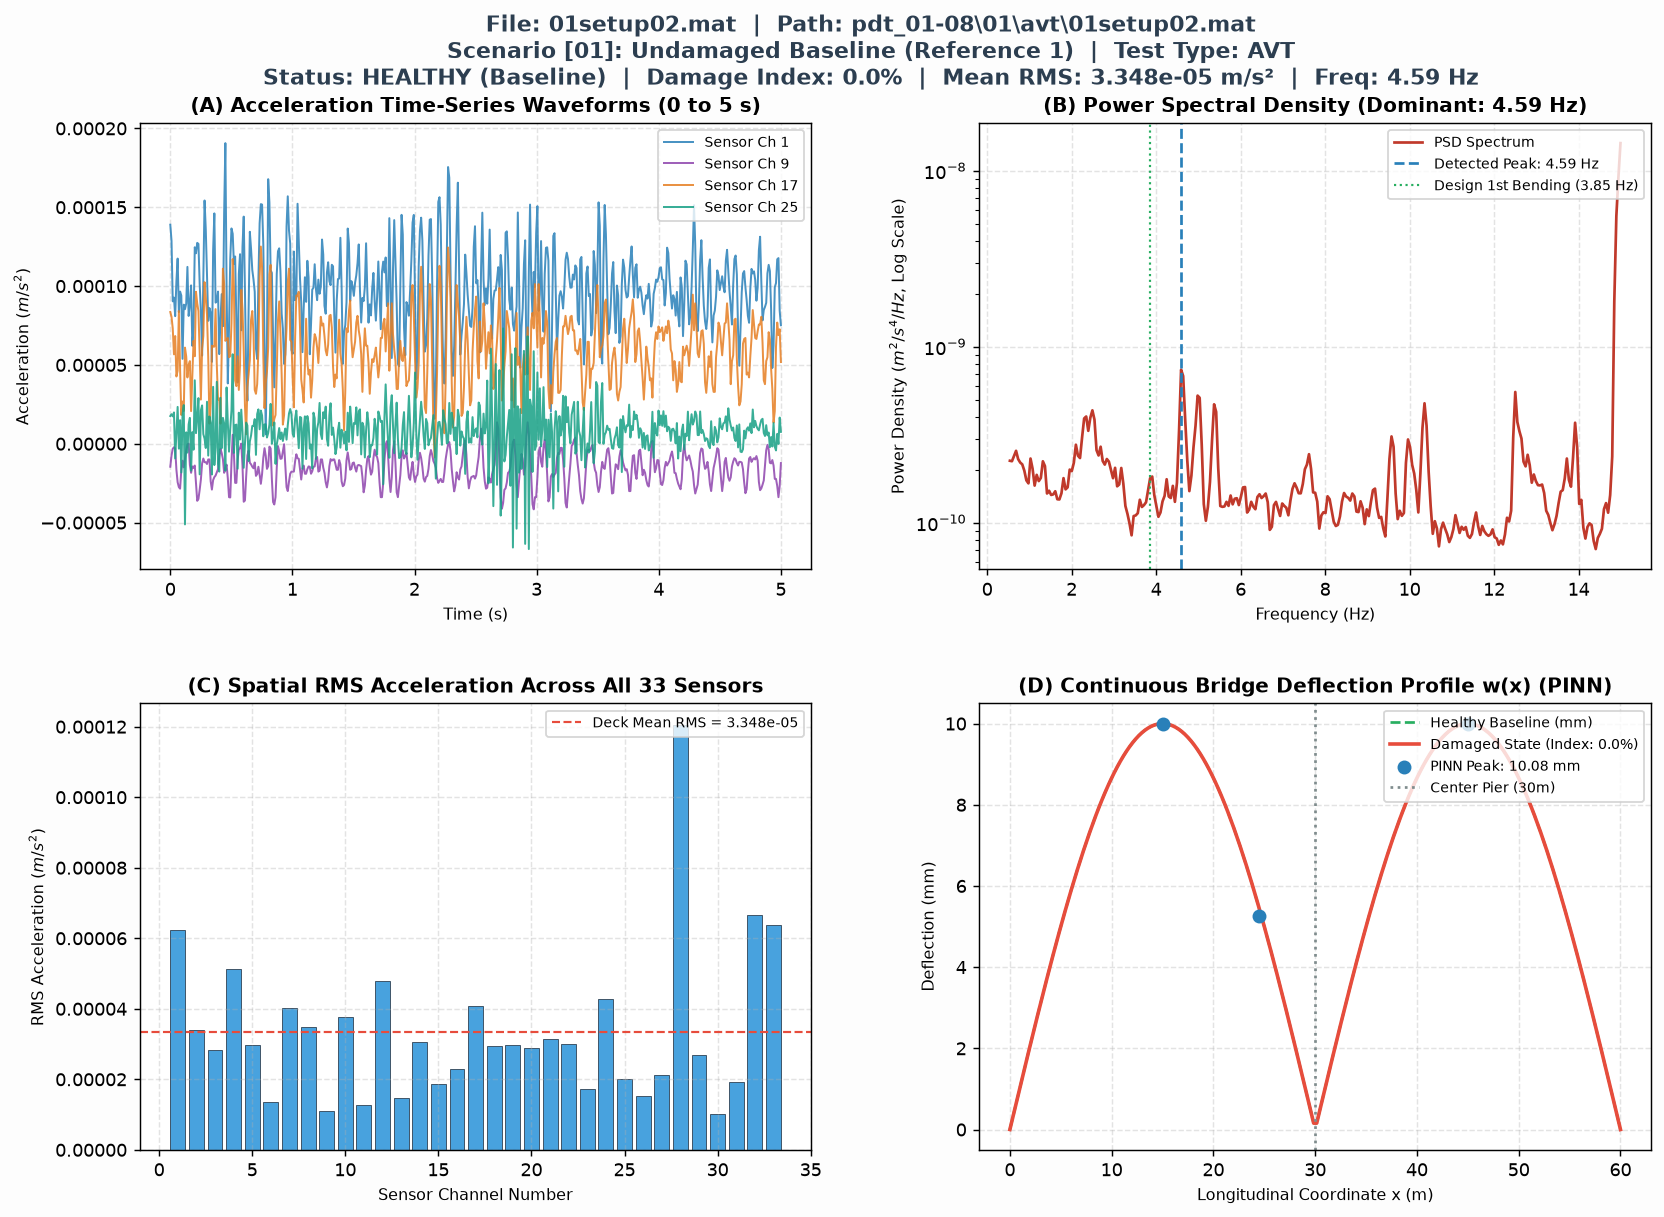 File: 01setup02.mat | Path: pdt_01-08\01\avt\01setup02.mat
Scenario [01]: Undamaged Baseline (Reference 1) | Test Type: AVT
Status: HEALTHY (Baseline) | Damage Index: 0.0% | Mean RMS: 3.348e-05 m/s² | Freq: 4.59 Hz
(A) Acceleration Time-Series Waveforms (0 to 5 s)
Acceleration (m/s²)
0.00020
0.00015
0.00010
0.00005
0.00000
−0.00005
Sensor Ch 1
Sensor Ch 9
Sensor Ch 17
Sensor Ch 25
0 1 2 3 4 5
Time (s)
(B) Power Spectral Density (Dominant: 4.59 Hz)
Power Density (m²/s⁴/Hz, Log Scale)
10⁻⁸
10⁻⁹
10⁻¹⁰
PSD Spectrum
Detected Peak: 4.59 Hz
Design 1st Bending (3.85 Hz)
0 2 4 6 8 10 12 14
Frequency (Hz)
(C) Spatial RMS Acceleration Across All 33 Sensors
RMS Acceleration (m/s²)
0.00012
0.00010
0.00008
0.00006
0.00004
0.00002
0.00000
Deck Mean RMS = 3.348e-05
0 5 10 15 20 25 30 35
Sensor Channel Number
(D) Continuous Bridge Deflection Profile w(x) (PINN)
Deflection (mm)
10
8
6
4
2
0
Healthy Baseline (mm)
Damaged State (Index: 0.0%)
PINN Peak: 10.08 mm
Center Pier (30m)
0 10 20 30 40 50 60
Longitudinal Coordinate x (m)